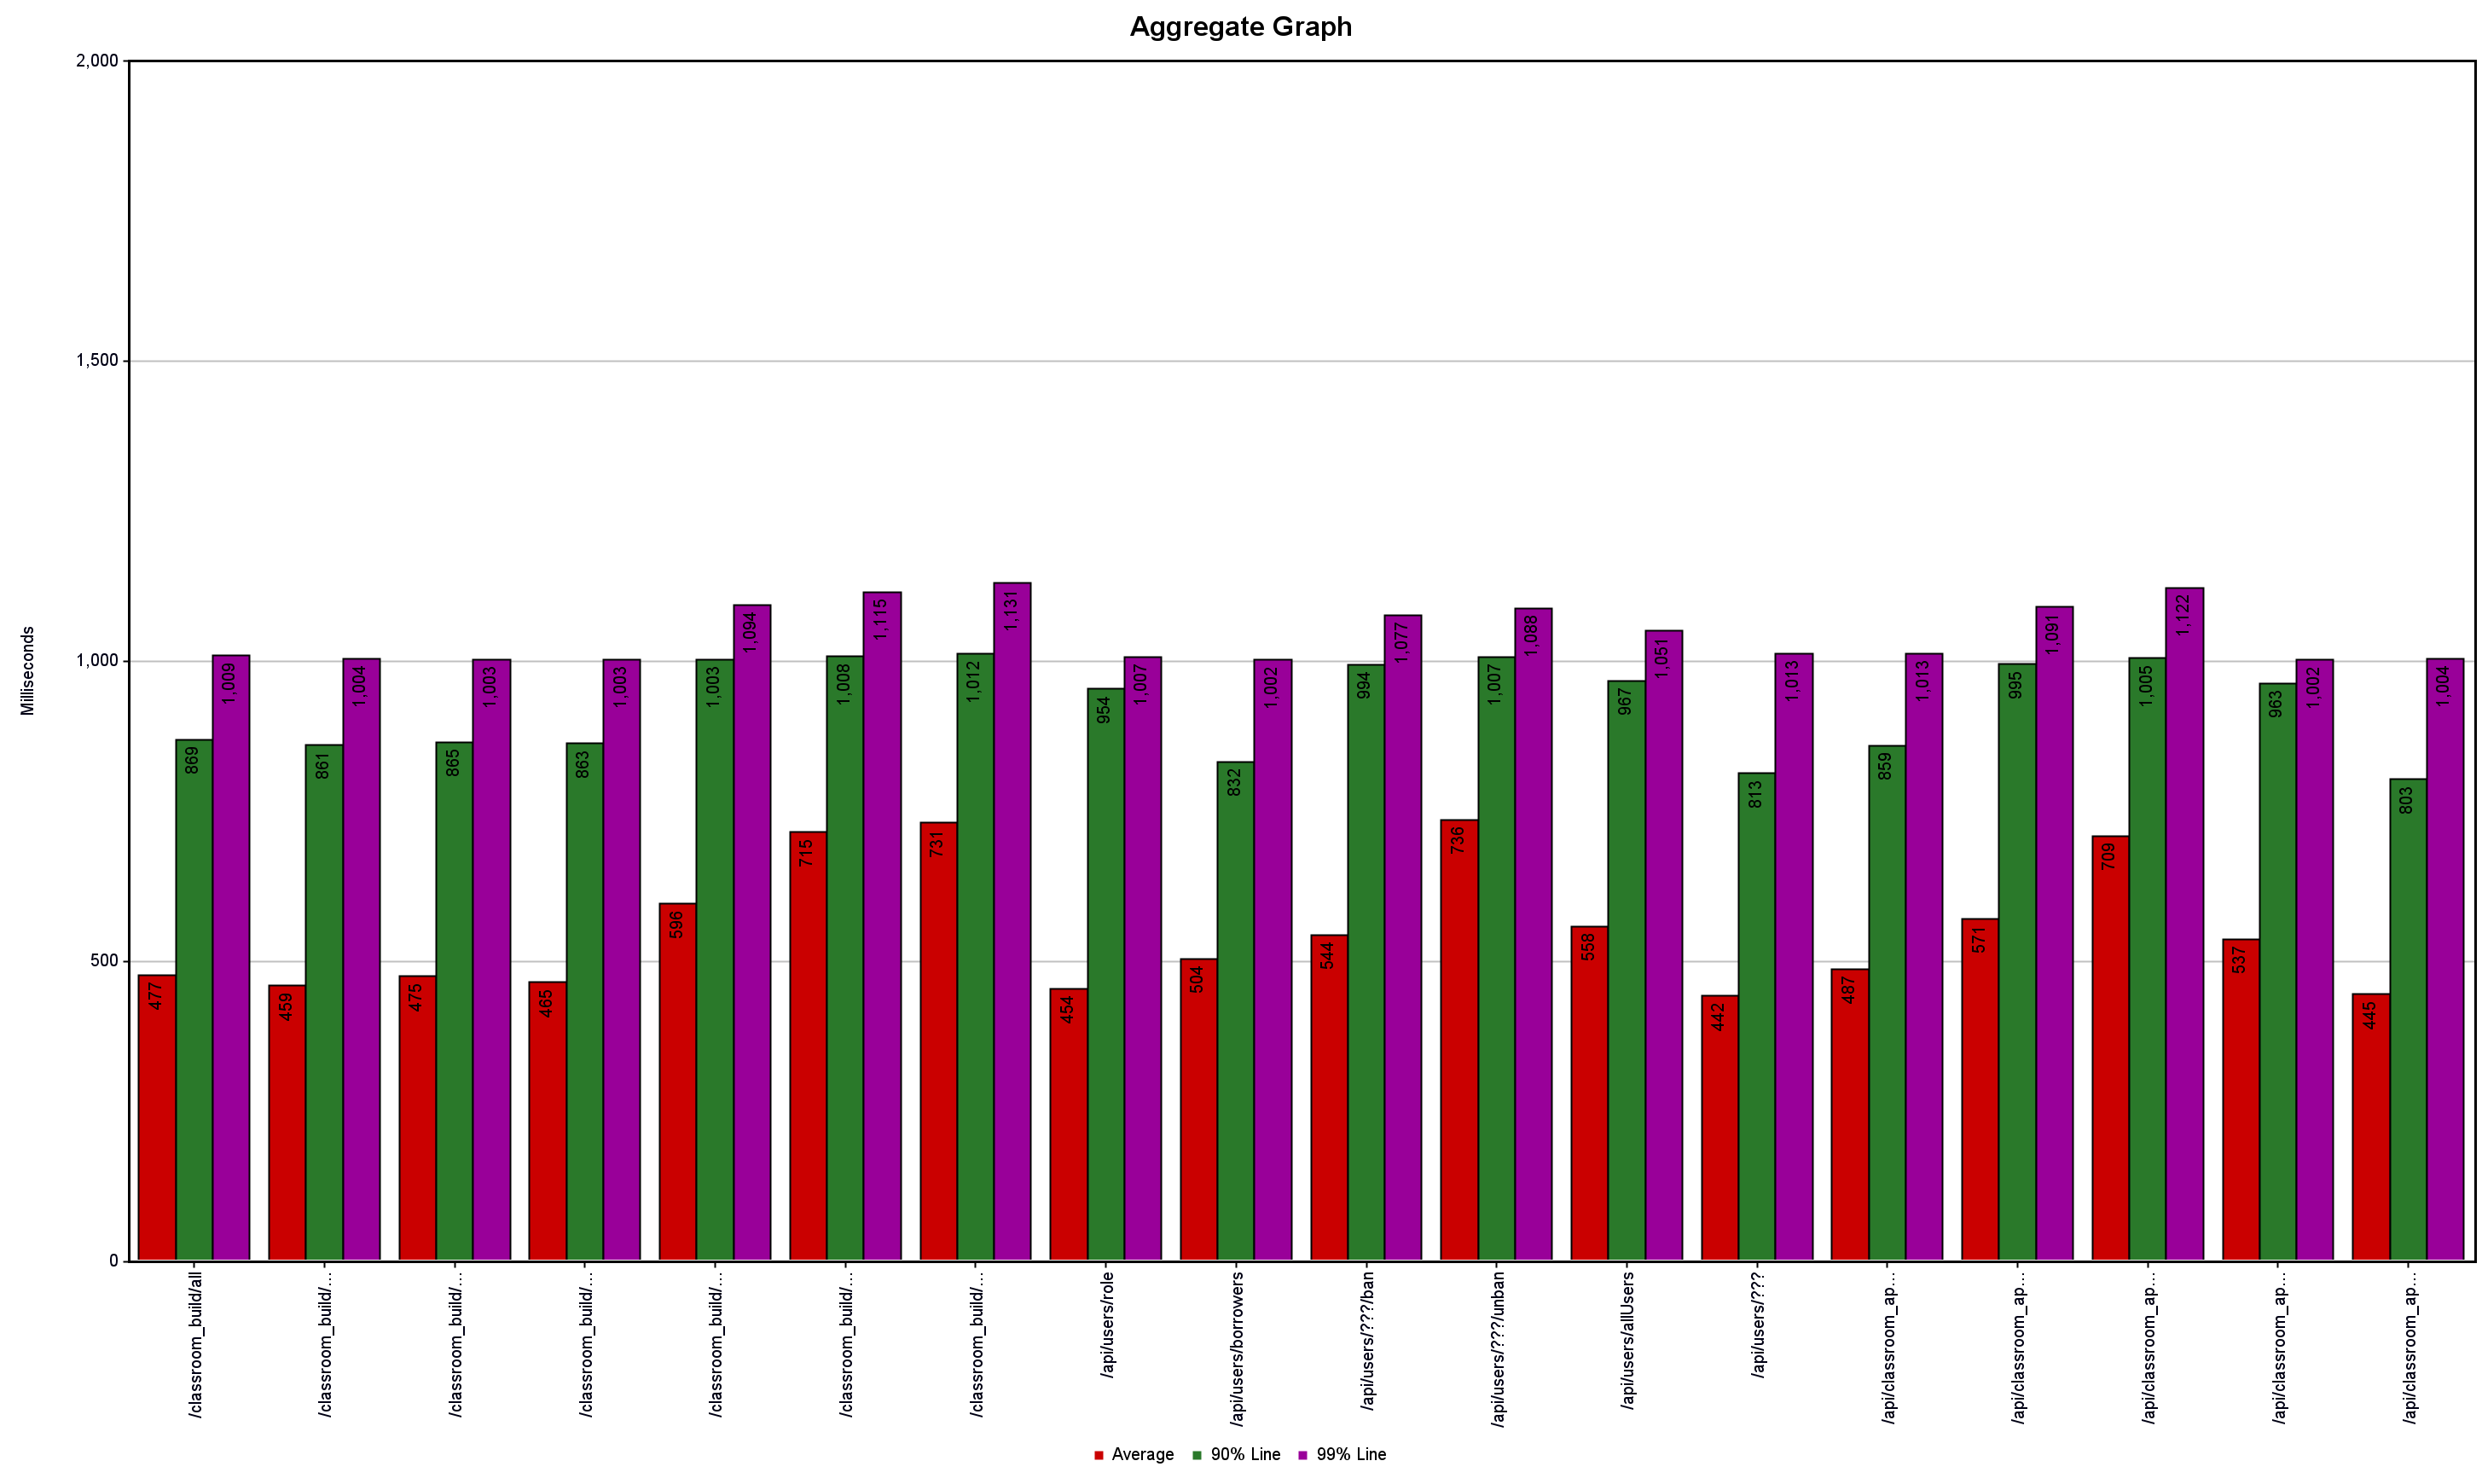 Aggregate Graph
2,000
1,500
1,000
500
0
Milliseconds
477 869 1,009
459 861 1,004
475 865 1,003
465 863 1,003
596 1,003 1,094
715 1,008 1,115
731 1,012 1,131
454 954 1,007
504 832 1,002
544 994 1,077
736 1,007 1,088
558 967 1,051
442 813 1,013
487 859 1,013
571 995 1,091
709 1,005 1,122
537 963 1,002
445 803 1,004
/classroom_build/all
/classroom_build/...
/classroom_build/...
/classroom_build/...
/classroom_build/...
/classroom_build/...
/classroom_build/...
/api/users/role
/api/users/borrowers
/api/users/???/ban
/api/users/???/unban
/api/users/allUsers
/api/users/???
/api/classroom_ap...
/api/classroom_ap...
/api/classroom_ap...
/api/classroom_ap...
/api/classroom_ap...
Average 90% Line 99% Line